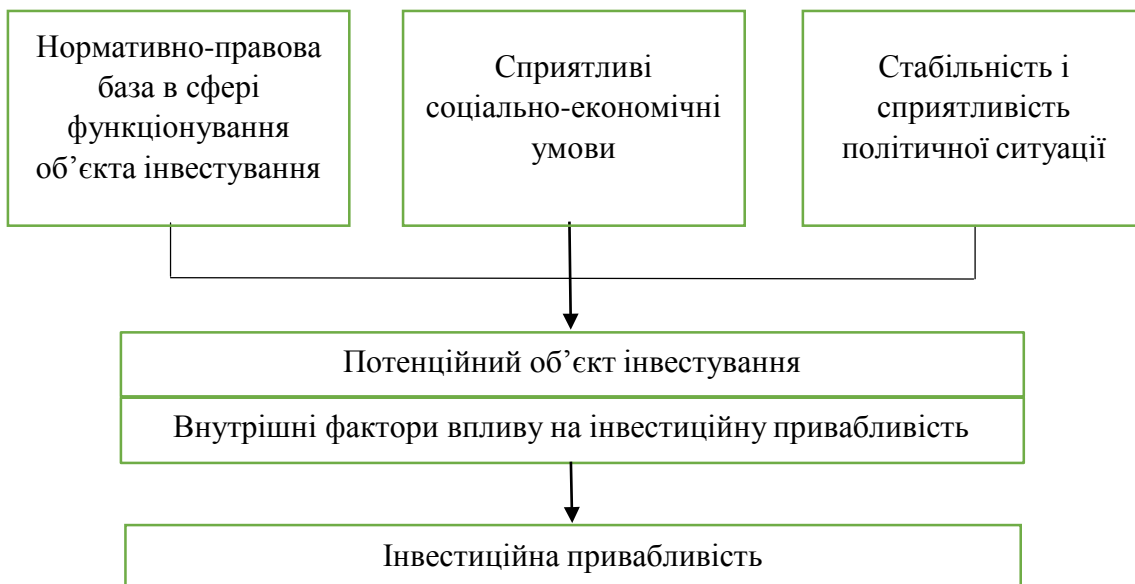 Нормативно-правова
база в сфері
функціонування
об’єкта інвестування
Сприятливі
соціально-економічні
умови
Стабільність і
сприятливість
політичної ситуації
Потенційний об’єкт інвестування
Внутрішні фактори впливу на інвестиційну привабливість
Інвестиційна привабливість